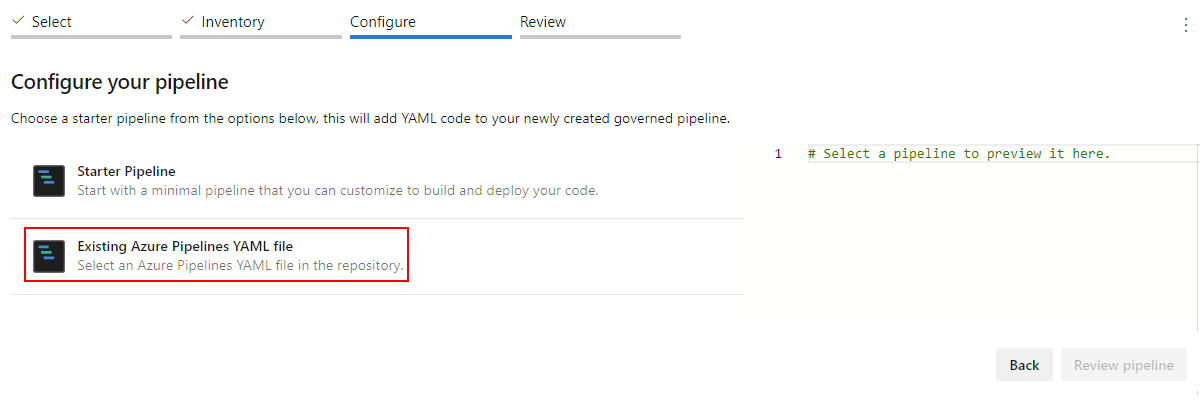 Select
Inventory
Configure
Review
Configure your pipeline
Choose a starter pipeline from the options below, this will add YAML code to your newly created governed pipeline.
Starter Pipeline
Start with a minimal pipeline that you can customize to build and deploy your code.
Existing Azure Pipelines YAML file
Select an Azure Pipelines YAML file in the repository.
1 # Select a pipeline to preview it here.
Back
Review pipeline